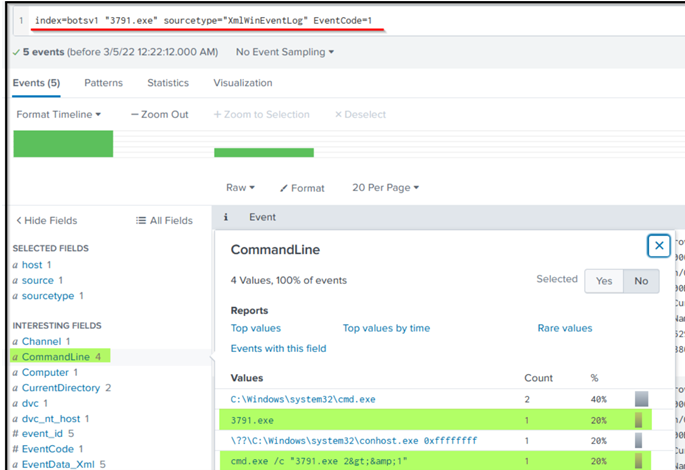 1 index=botsv1 "3791.exe" sourcetype="XmlWinEventLog" EventCode=1
✓ 5 events (before 3/5/22 12:22:12.000 AM) No Event Sampling ▾
Events (5) Patterns Statistics Visualization
Format Timeline ▾ — Zoom Out + Zoom to Selection × Deselect
Raw ▾ Format 20 Per Page ▾
< Hide Fields All Fields i Event
SELECTED FIELDS
a host 1
a source 1
a sourcetype 1
INTERESTING FIELDS
a Channel 1
a CommandLine 4
a Computer 1
a CurrentDirectory 2
a dvc 1
a dvc_nt_host 1
# event_id 5
# EventCode 1
a EventData_Xml 5
CommandLine
4 Values, 100% of events Selected Yes No
Reports
Top values Top values by time Rare values
Events with this field
Values Count %
C:\Windows\system32\cmd.exe 2 40%
3791.exe 1 20%
\??\C:\Windows\system32\conhost.exe 0xffffffff 1 20%
cmd.exe /c "3791.exe 2&gt;&amp;1" 1 20%